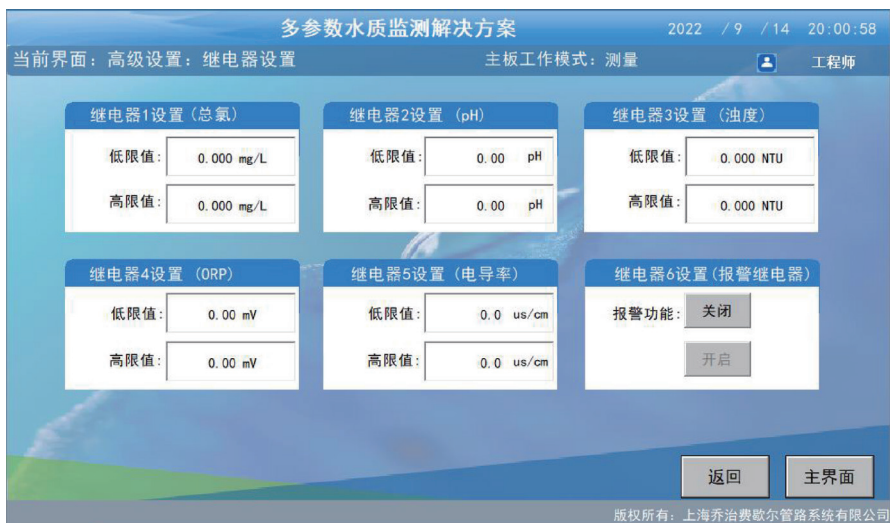 多参数水质监测解决方案 2022 / 9 / 14 20:00:58
当前界面：高级设置：继电器设置 主板工作模式：测量 工程师
继电器1设置(总氯) 继电器2设置 (pH) 继电器3设置 (浊度)
低限值: 0.000 mg/L 低限值: 0.00 pH 低限值: 0.000 NTU
高限值: 0.000 mg/L 高限值: 0.00 pH 高限值: 0.000 NTU
继电器4设置 (ORP) 继电器5设置(电导率) 继电器6设置(报警继电器)
低限值: 0.00 mV 低限值: 0.0 us/cm 报警功能: 关闭
高限值: 0.00 mV 高限值: 0.0 us/cm 开启
返回 主界面
版权所有：上海乔治费歇尔管路系统有限公司